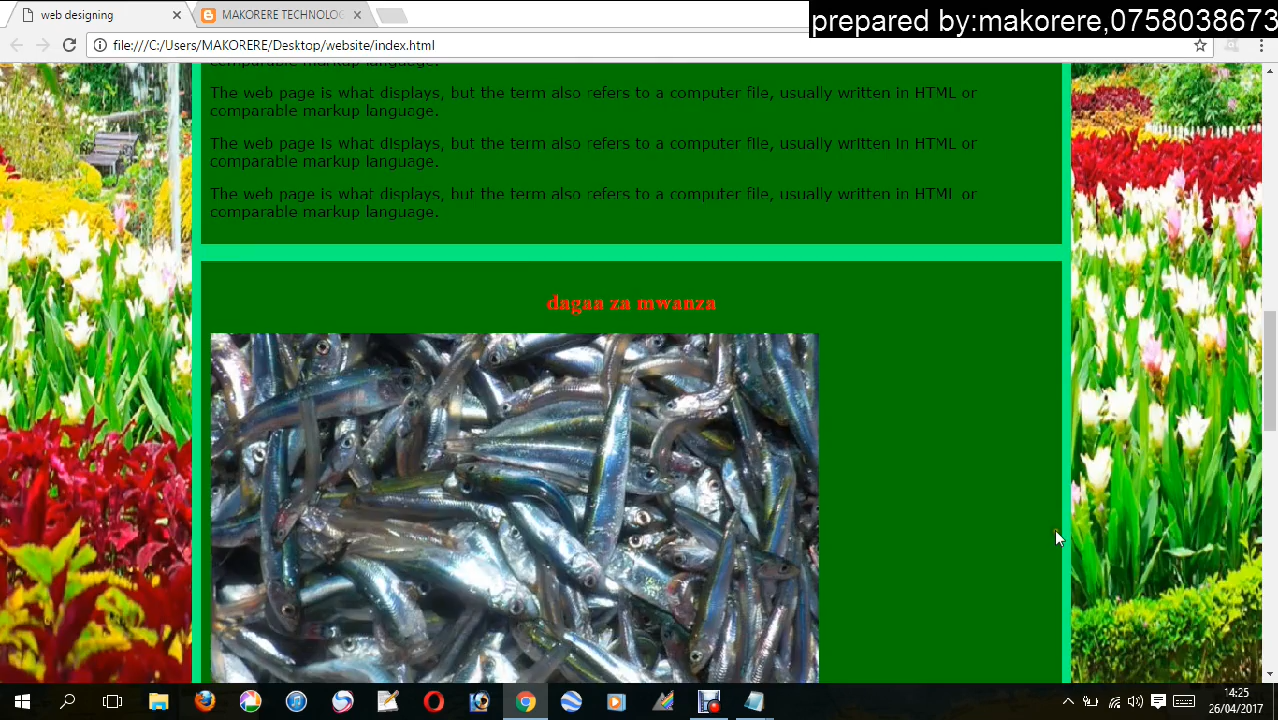 web designing
MAKORERE TECHNOLOG
prepared by:makorere,0758038673
file:///C:/Users/MAKORERE/Desktop/website/index.html
comparable markup language.
The web page is what displays, but the term also refers to a computer file, usually written in HTML or
comparable markup language.
The web page is what displays, but the term also refers to a computer file, usually written in HTML or
comparable markup language.
The web page is what displays, but the term also refers to a computer file, usually written in HTML or
comparable markup language.
dagaa za mwanza
14:25
26/04/2017